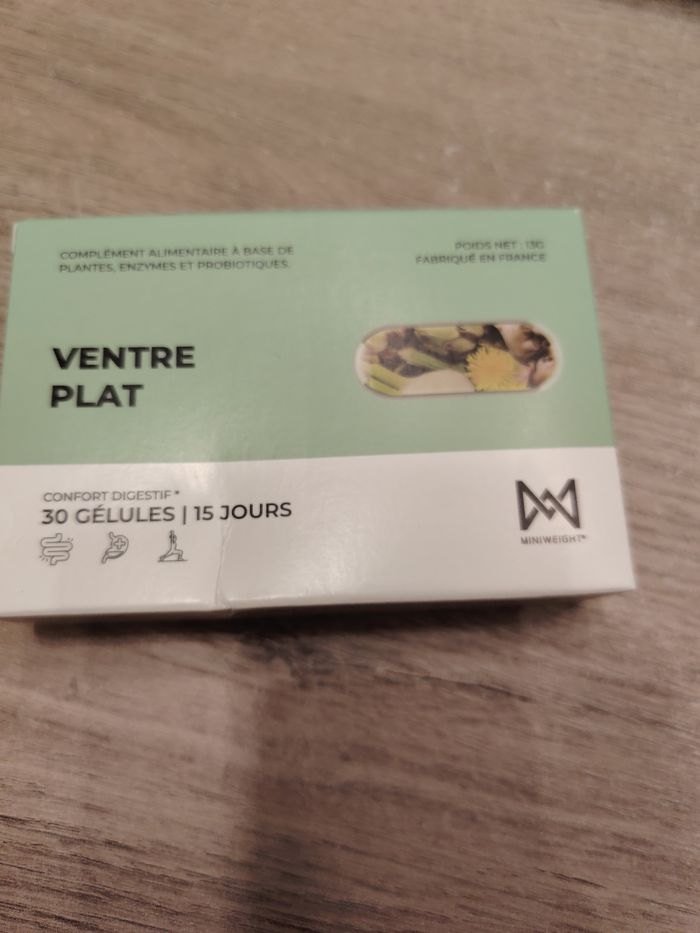 COMPLÉMENT ALIMENTAIRE À BASE DE
PLANTES, ENZYMES ET PROBIOTIQUES.
POIDS NET : 13G
FABRIQUÉ EN FRANCE
VENTRE
PLAT
CONFORT DIGESTIF*
30 GÉLULES | 15 JOURS
MINIWEIGHT®